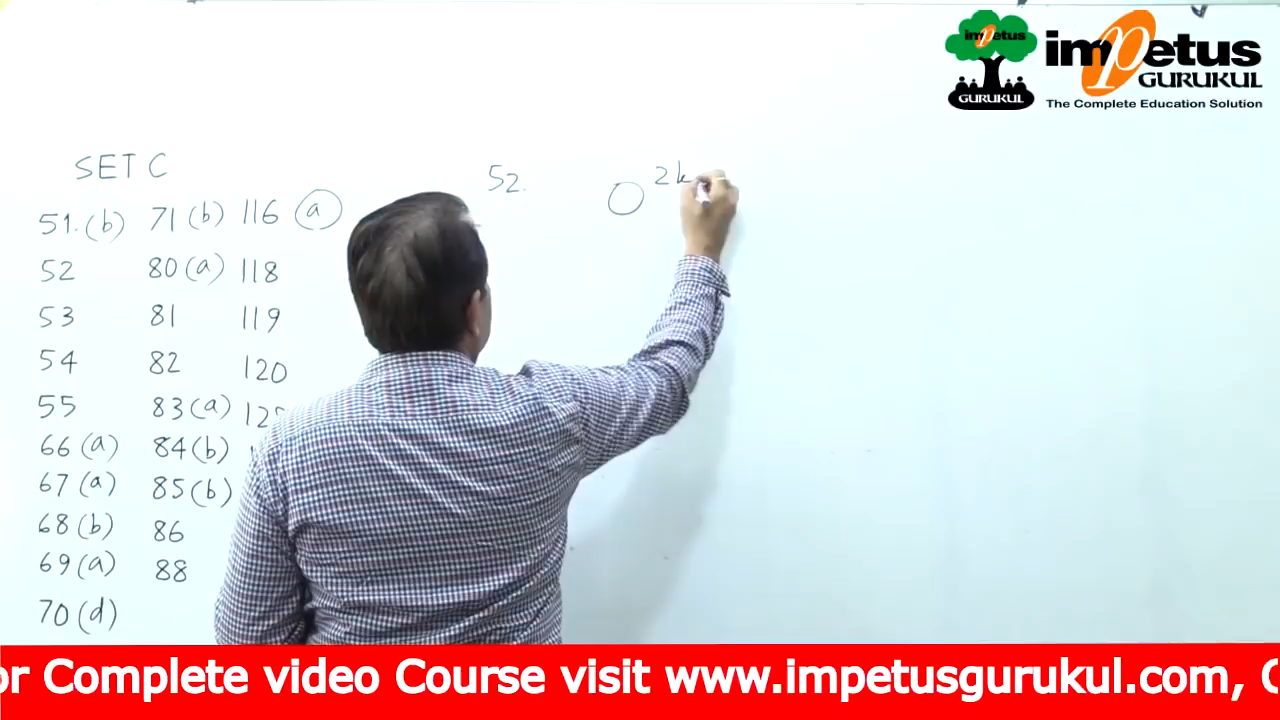 impetus
GURUKUL
impetus
GURUKUL
The Complete Education Solution
SET C
51. (b) 71 (b) 116 (a)
52 80 (a) 118
53 81 119
54 82 120
55 83 (a)
66 (a) 84 (b)
67 (a) 85 (b)
68 (b) 86
69 (a) 88
70 (d)
52.
2k
or Complete video Course visit www.impetusgurukul.com,